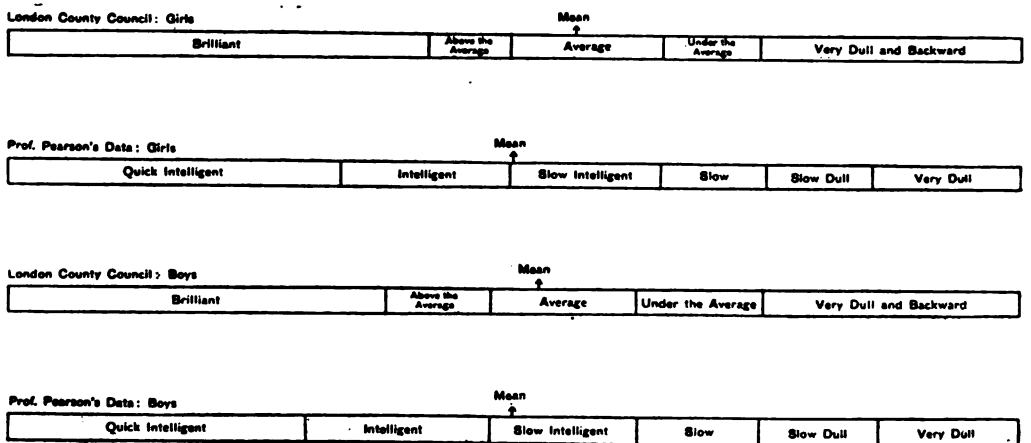 London County Council: Girls
Mean
Brilliant
Above the
Average
Average
Under the
Average
Very Dull and Backward
Prof. Pearson's Data: Girls
Mean
Quick Intelligent
Intelligent
Slow Intelligent
Slow
Slow Dull
Very Dull
London County Council: Boys
Mean
Brilliant
Above the
Average
Average
Under the Average
Very Dull and Backward
Prof. Pearson's Data: Boys
Mean
Quick Intelligent
Intelligent
Slow Intelligent
Slow
Slow Dull
Very Dull